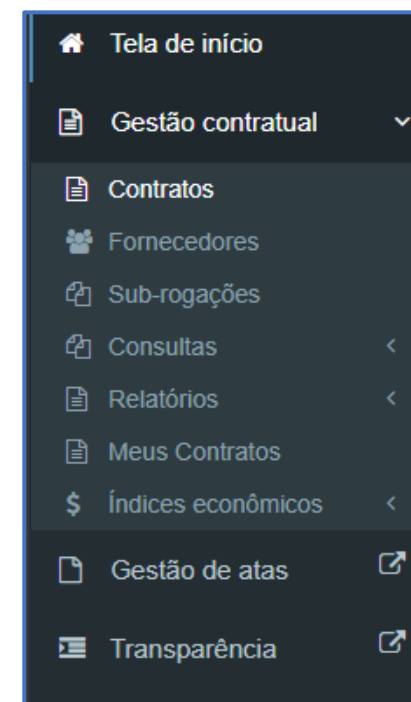 Tela de início
Gestão contratual
Contratos
Fornecedores
Sub-rogações
Consultas
Relatórios
Meus Contratos
Índices econômicos
Gestão de atas
Transparência